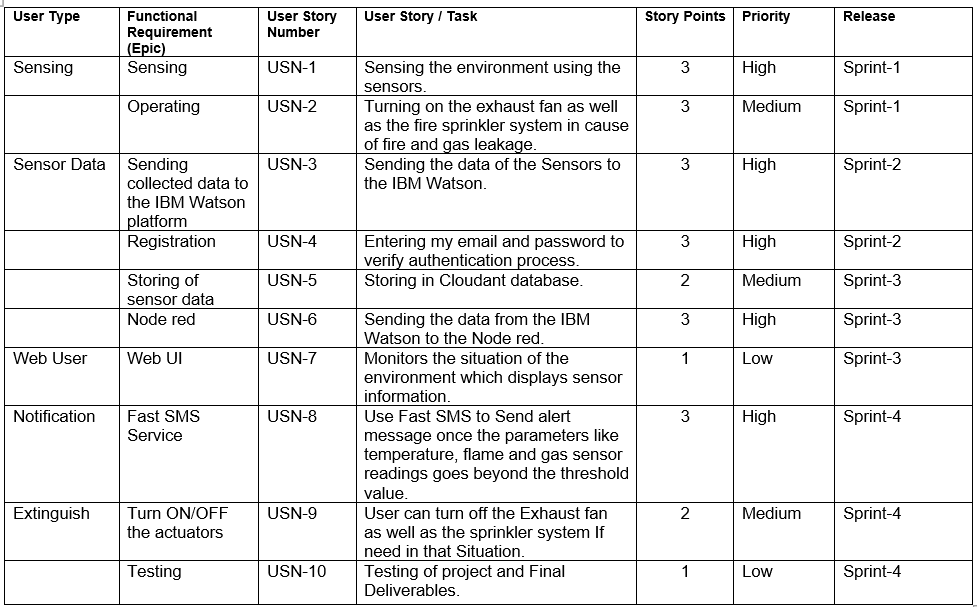 User Type Functional Requirement (Epic) User Story Number User Story / Task Story Points Priority Release
Sensing Sensing USN-1 Sensing the environment using the sensors. 3 High Sprint-1
Operating USN-2 Turning on the exhaust fan as well as the fire sprinkler system in cause of fire and gas leakage. 3 Medium Sprint-1
Sensor Data Sending collected data to the IBM Watson platform USN-3 Sending the data of the Sensors to the IBM Watson. 3 High Sprint-2
Registration USN-4 Entering my email and password to verify authentication process. 3 High Sprint-2
Storing of sensor data USN-5 Storing in Cloudant database. 2 Medium Sprint-3
Node red USN-6 Sending the data from the IBM Watson to the Node red. 3 High Sprint-3
Web User Web UI USN-7 Monitors the situation of the environment which displays sensor information. 1 Low Sprint-3
Notification Fast SMS Service USN-8 Use Fast SMS to Send alert message once the parameters like temperature, flame and gas sensor readings goes beyond the threshold value. 3 High Sprint-4
Extinguish Turn ON/OFF the actuators USN-9 User can turn off the Exhaust fan as well as the sprinkler system If need in that Situation. 2 Medium Sprint-4
Testing USN-10 Testing of project and Final Deliverables. 1 Low Sprint-4